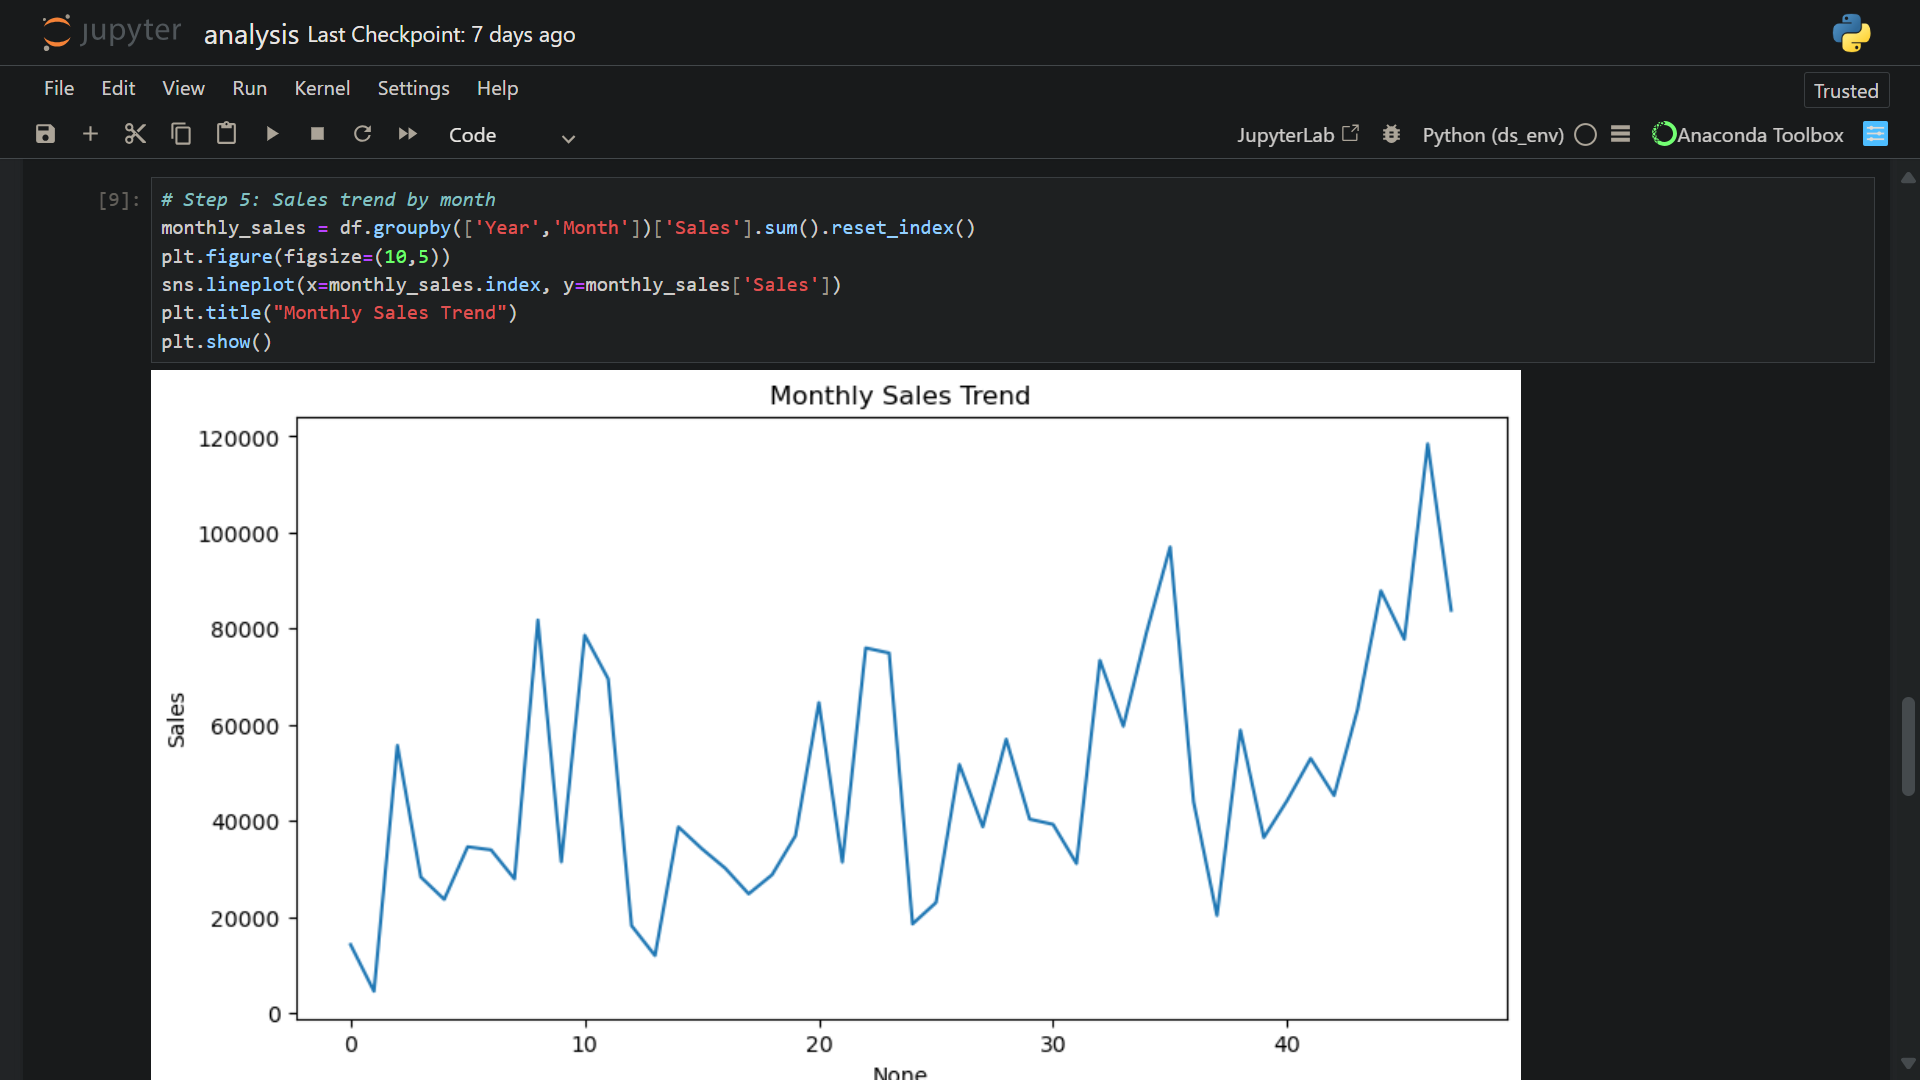 jupyter analysis Last Checkpoint: 7 days ago
File Edit View Run Kernel Settings Help Trusted
Code JupyterLab Python (ds_env) Anaconda Toolbox
[9]: # Step 5: Sales trend by month
monthly_sales = df.groupby(['Year','Month'])['Sales'].sum().reset_index()
plt.figure(figsize=(10,5))
sns.lineplot(x=monthly_sales.index, y=monthly_sales['Sales'])
plt.title("Monthly Sales Trend")
plt.show()
Monthly Sales Trend
120000
100000
80000
60000
40000
20000
0
Sales
0 10 20 30 40
None